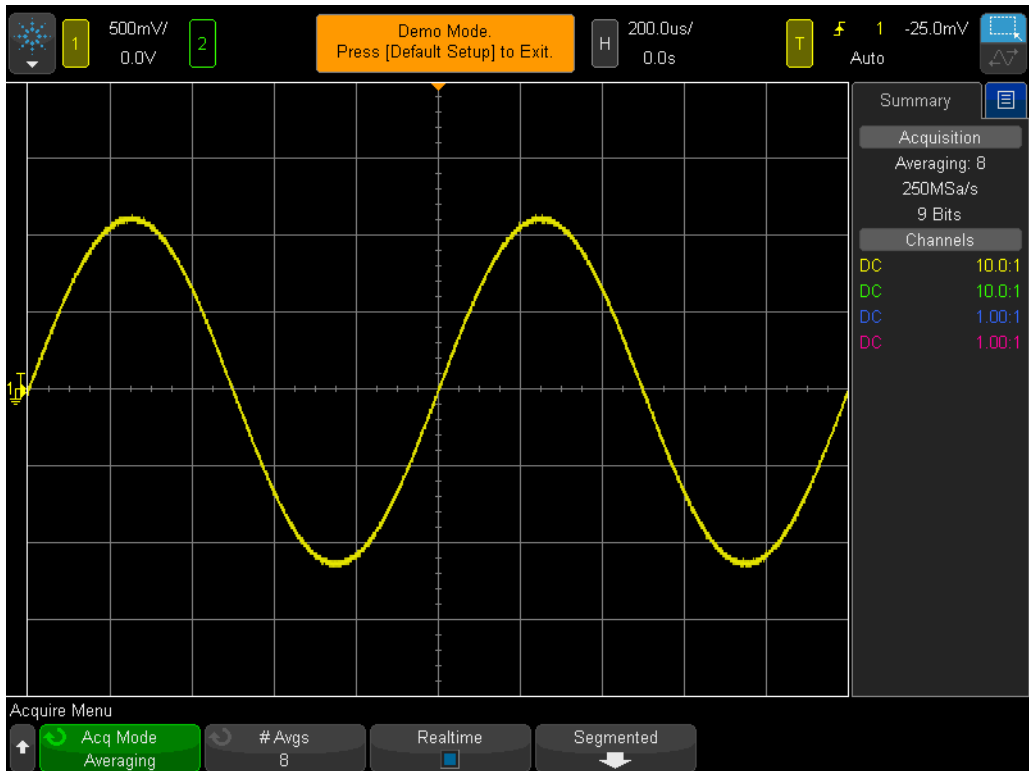 1
500mV/
0.0V
2
Demo Mode.
Press [Default Setup] to Exit.
H
200.0us/
0.0s
T
1
-25.0mV
Auto
Summary
Acquisition
Averaging: 8
250MSa/s
9 Bits
Channels
DC 10.0:1
DC 10.0:1
DC 1.00:1
DC 1.00:1
T
1
Acquire Menu
Acq Mode
Averaging
# Avgs
8
Realtime
Segmented